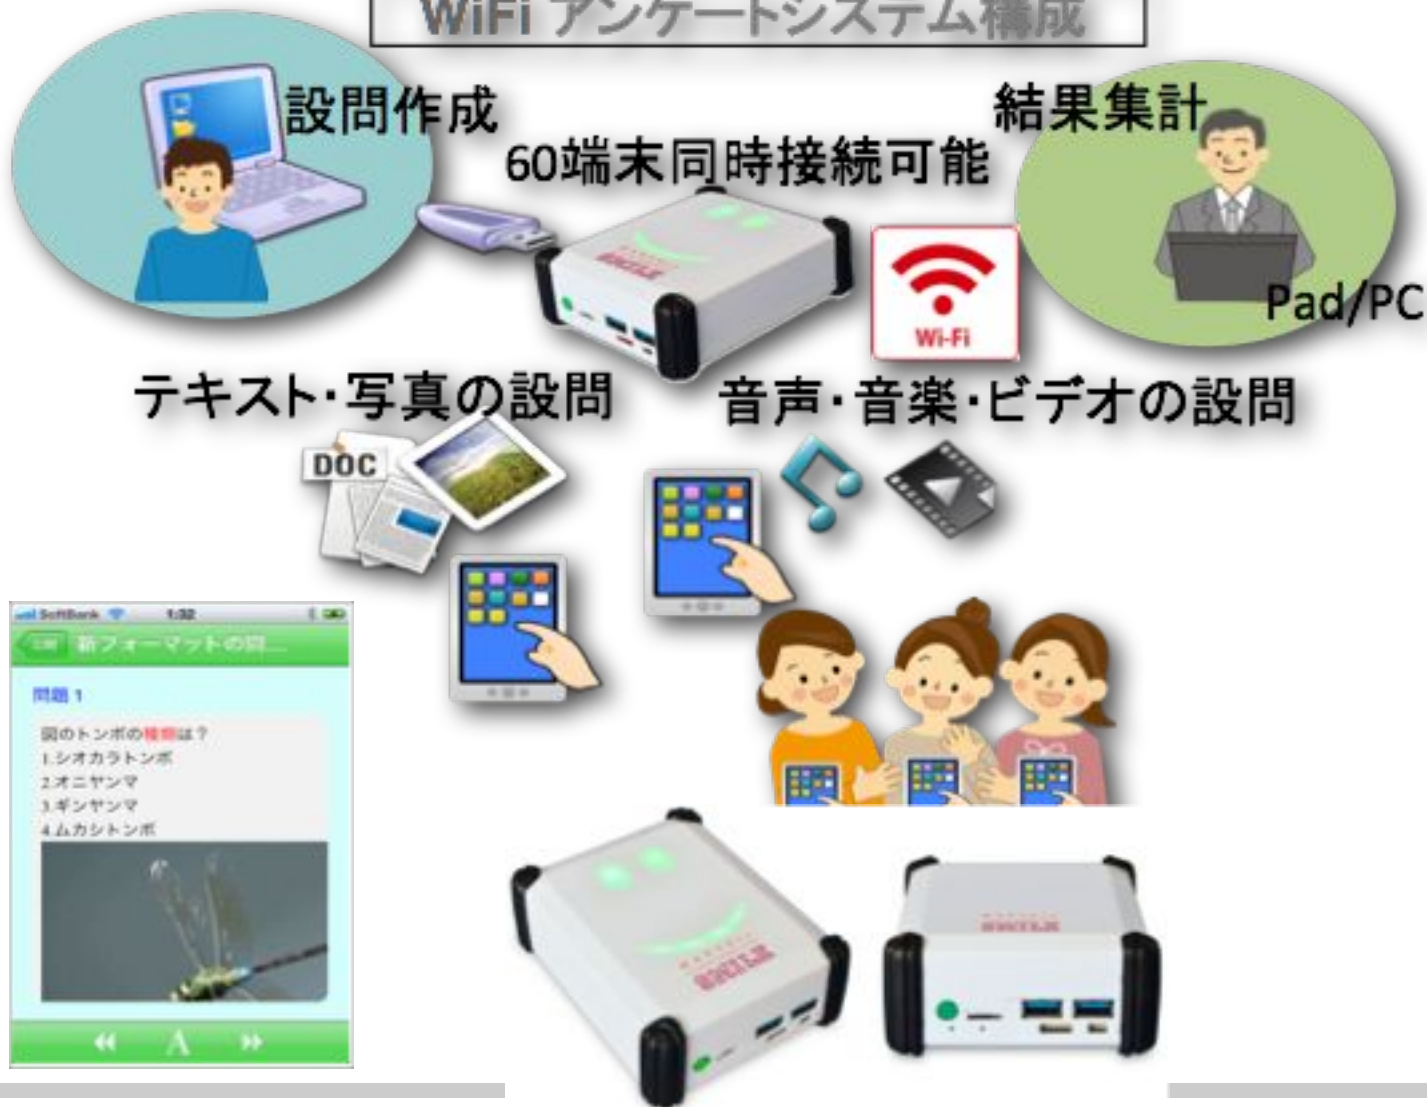 WiFi アンケートシステム構成
設問作成
結果集計
60端末同時接続可能
Wi-Fi
Pad/PC
テキスト・写真の設問
音声・音楽・ビデオの設問
DOC
SoftBank
1:32
新フォーマットの問...
問題 1
図のトンボの種類は?
1.シオカラトンボ
2.オニヤンマ
3.ギンヤンマ
4.ムカシトンボ
A